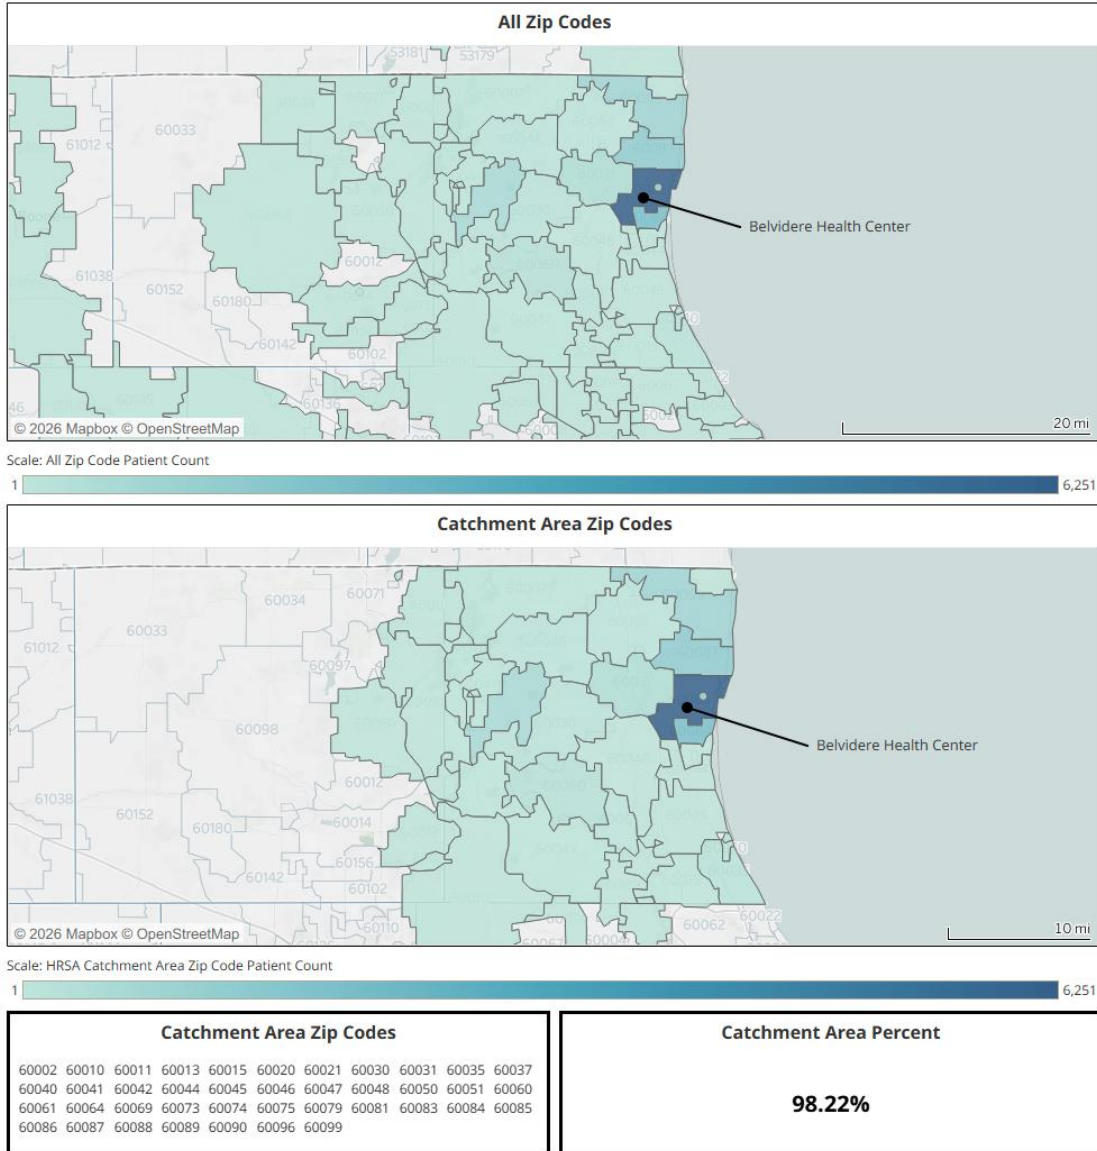 All Zip Codes
53181
53179
60033
61012
60012
61038
60152
60180
60142
60102
60136
46
© 2026 Mapbox © OpenStreetMap
20 mi
Belvidere Health Center
Scale: All Zip Code Patient Count
1
6,251
Catchment Area Zip Codes
60034
60071
60033
61012
60097
60098
Belvidere Health Center
60012
61038
60152
60014
60180
60156
60142
60102
60110
60022
60062
© 2026 Mapbox © OpenStreetMap
10 mi
Scale: HRSA Catchment Area Zip Code Patient Count
1
6,251
Catchment Area Zip Codes
60002 60010 60011 60013 60015 60020 60021 60030 60031 60035 60037
60040 60041 60042 60044 60045 60046 60047 60048 60050 60051 60060
60061 60064 60069 60073 60074 60075 60079 60081 60083 60084 60085
60086 60087 60088 60089 60090 60096 60099
Catchment Area Percent
98.22%